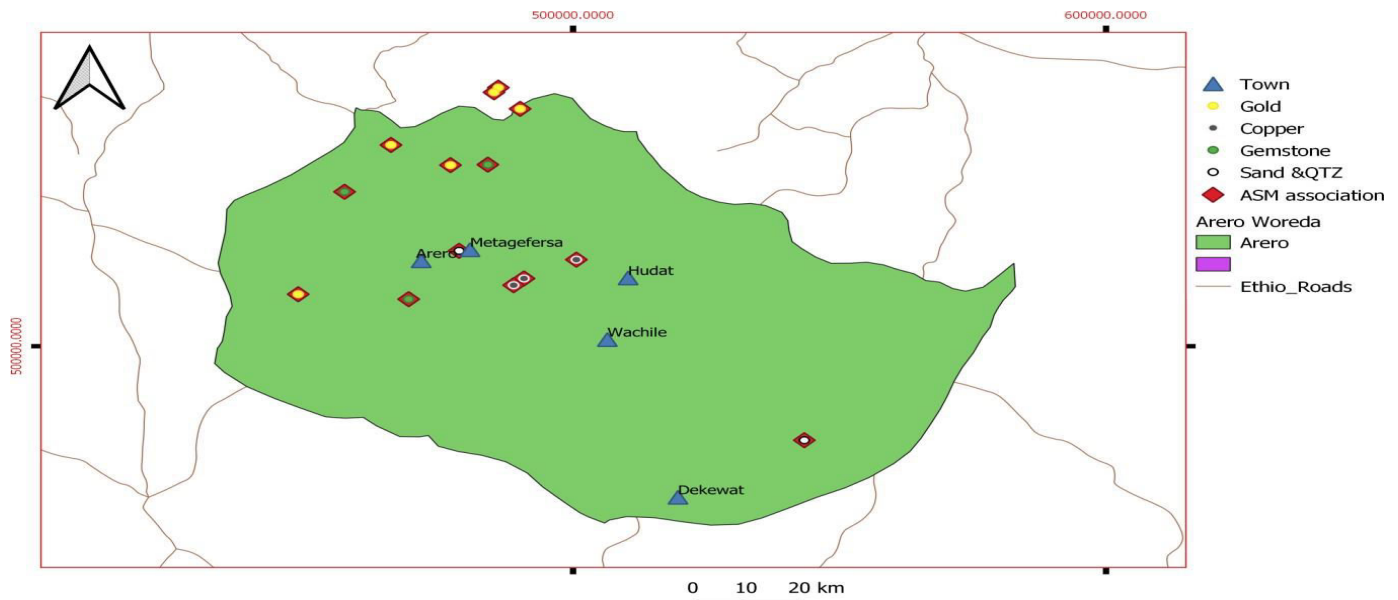 500000.0000 600000.0000
Town
Gold
Copper
Gemstone
Sand &QTZ
ASM association
Arero Woreda
Arero
Ethio_Roads
Metagefersa
Arero
Hudat
Wachile
500000.0000
Dekewat
0 10 20 km